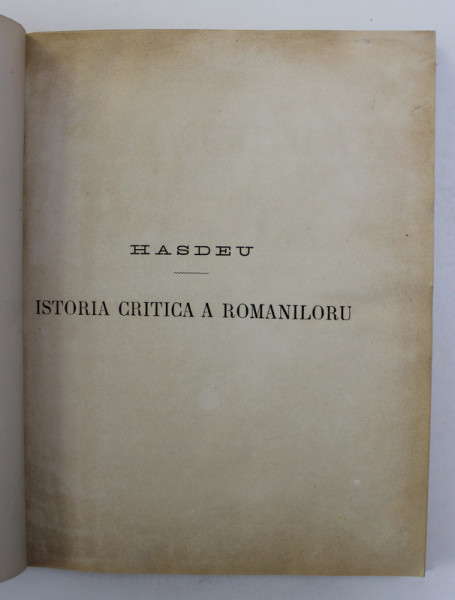 HASDEU
ISTORIA CRITICA A ROMANILORU